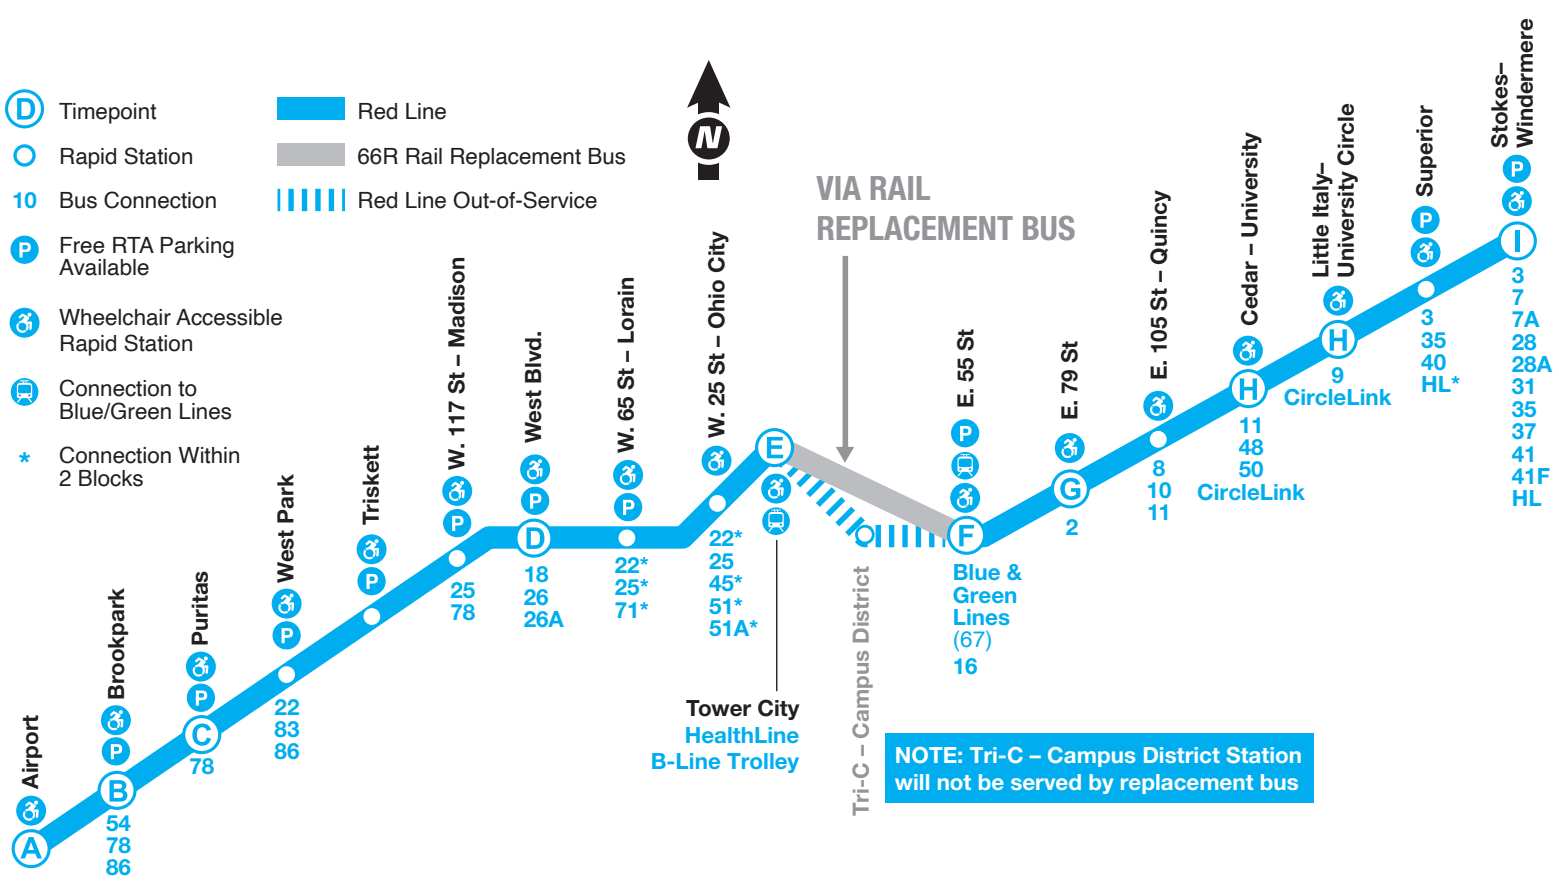 D Timepoint
Rapid Station
10 Bus Connection
P Free RTA Parking
Available
Wheelchair Accessible
Rapid Station
Connection to
Blue/Green Lines
* Connection Within
2 Blocks
Red Line
66R Rail Replacement Bus
Red Line Out-of-Service
N
VIA RAIL
REPLACEMENT BUS
Airport
A
Brookpark
P
B
54
78
86
Puritas
P
C
78
West Park
P
22
83
86
Triskett
P
W. 117 St – Madison
P
25
78
West Blvd.
P
D
18
26
26A
W. 65 St – Lorain
P
22*
25*
71*
W. 25 St – Ohio City
22*
25
45*
51*
51A*
E
Tower City
HealthLine
B-Line Trolley
Tri-C – Campus District
E. 55 St
P
F
Blue &
Green
Lines
(67)
16
E. 79 St
G
2
E. 105 St – Quincy
8
10
11
Cedar – University
H
11
48
50
CircleLink
Little Italy–
University Circle
H
9
CircleLink
Superior
P
3
35
40
HL*
Stokes–
Windermere
P
I
3
7
7A
28
28A
31
35
37
41
41F
HL
NOTE: Tri-C – Campus District Station
will not be served by replacement bus